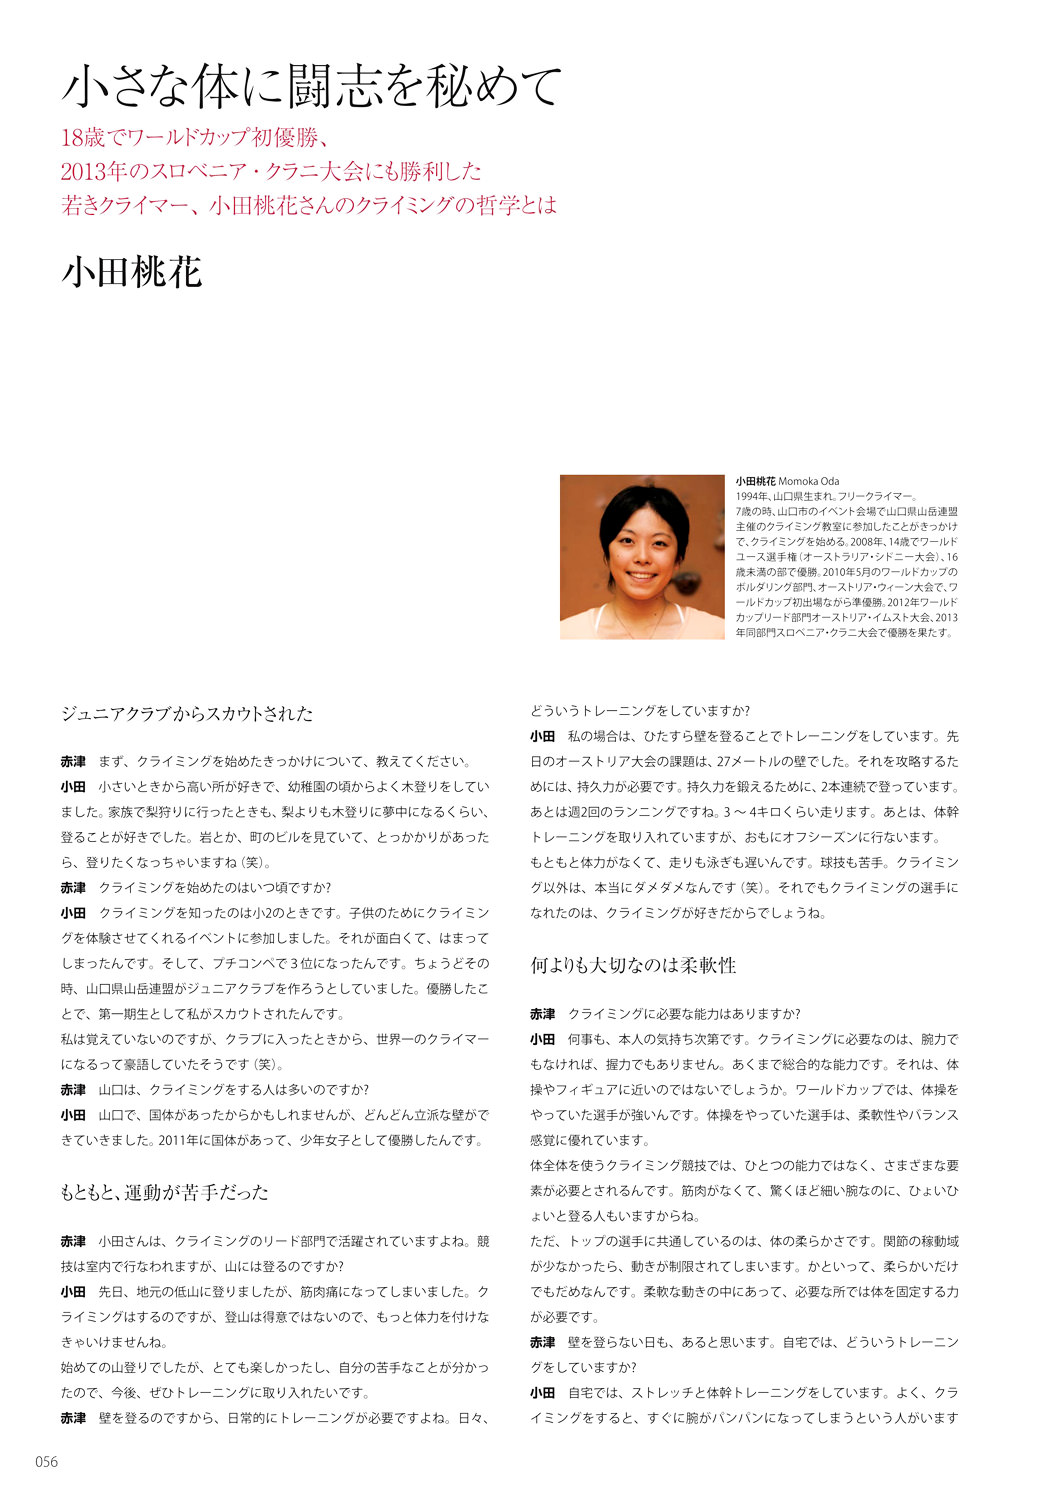 小さな体に闘志を秘めて
18歳でワールドカップ初優勝、
2013年のスロベニア・クラニ大会にも勝利した
若きクライマー、小田桃花さんのクライミングの哲学とは
小田桃花
小田桃花 Momoka Oda
1994年、山口県生まれ。フリークライマー。
7歳の時、山口市のイベント会場で山口県山岳連盟
主催のクライミング教室に参加したことがきっかけ
で、クライミングを始める。2008年、14歳でワールド
ユース選手権（オーストラリア・シドニー大会）、16
歳未満の部で優勝。2010年5月のワールドカップの
ボルダリング部門、オーストリア・ウィーン大会で、ワ
ールドカップ初出場ながら準優勝。2012年ワールド
カップリード部門オーストリア・イムスト大会、2013
年同部門スロベニア・クラニ大会で優勝を果たす。
ジュニアクラブからスカウトされた
赤津　まず、クライミングを始めたきっかけについて、教えてください。
小田　小さいときから高い所が好きで、幼稚園の頃からよく木登りをしてい
ました。家族で梨狩りに行ったときも、梨よりも木登りに夢中になるくらい、
登ることが好きでした。岩とか、町のビルを見ていて、とっかかりがあった
ら、登りたくなっちゃいますね（笑）。
赤津　クライミングを始めたのはいつ頃ですか?
小田　クライミングを知ったのは小2のときです。子供のためにクライミン
グを体験させてくれるイベントに参加しました。それが面白くて、はまって
しまったんです。そして、プチコンペで3位になったんです。ちょうどその
時、山口県山岳連盟がジュニアクラブを作ろうとしていました。優勝したこ
とで、第一期生として私がスカウトされたんです。
私は覚えていないのですが、クラブに入ったときから、世界一のクライマー
になるって豪語していたそうです（笑）。
赤津　山口は、クライミングをする人は多いのですか?
小田　山口で、国体があったからかもしれませんが、どんどん立派な壁がで
きていきました。2011年に国体があって、少年女子として優勝したんです。
もともと、運動が苦手だった
赤津　小田さんは、クライミングのリード部門で活躍されていますよね。競
技は室内で行なわれますが、山には登るのですか?
小田　先日、地元の低山に登りましたが、筋肉痛になってしまいました。ク
ライミングはするのですが、登山は得意ではないので、もっと体力を付けな
きゃいけませんね。
始めての山登りでしたが、とても楽しかったし、自分の苦手なことが分かっ
たので、今後、ぜひトレーニングに取り入れたいです。
赤津　壁を登るのですから、日常的にトレーニングが必要ですよね。日々、
どういうトレーニングをしていますか?
小田　私の場合は、ひたすら壁を登ることでトレーニングをしています。先
日のオーストリア大会の課題は、27メートルの壁でした。それを攻略するた
めには、持久力が必要です。持久力を鍛えるために、2本連続で登っています。
あとは週2回のランニングですね。3～4キロくらい走ります。あとは、体幹
トレーニングを取り入れていますが、おもにオフシーズンに行ないます。
もともと体力がなくて、走りも泳ぎも遅いんです。球技も苦手。クライミン
グ以外は、本当にダメダメなんです（笑）。それでもクライミングの選手に
なれたのは、クライミングが好きだからでしょうね。
何よりも大切なのは柔軟性
赤津　クライミングに必要な能力はありますか?
小田　何事も、本人の気持ち次第です。クライミングに必要なのは、腕力で
もなければ、握力でもありません。あくまで総合的な能力です。それは、体
操やフィギュアに近いのではないでしょうか。ワールドカップでは、体操を
やっていた選手が強いんです。体操をやっていた選手は、柔軟性やバランス
感覚に優れています。
体全体を使うクライミング競技では、ひとつの能力ではなく、さまざまな要
素が必要とされるんです。筋肉がなくて、驚くほど細い腕なのに、ひょいひ
ょいと登る人もいますからね。
ただ、トップの選手に共通しているのは、体の柔らかさです。関節の稼動域
が少なかったら、動きが制限されてしまいます。かといって、柔らかいだけ
でもだめなんです。柔軟な動きの中にあって、必要な所では体を固定する力
が必要です。
赤津　壁を登らない日も、あると思います。自宅では、どういうトレーニン
グをしていますか?
小田　自宅では、ストレッチと体幹トレーニングをしています。よく、クラ
イミングをすると、すぐに腕がパンパンになってしまうという人がいます
056